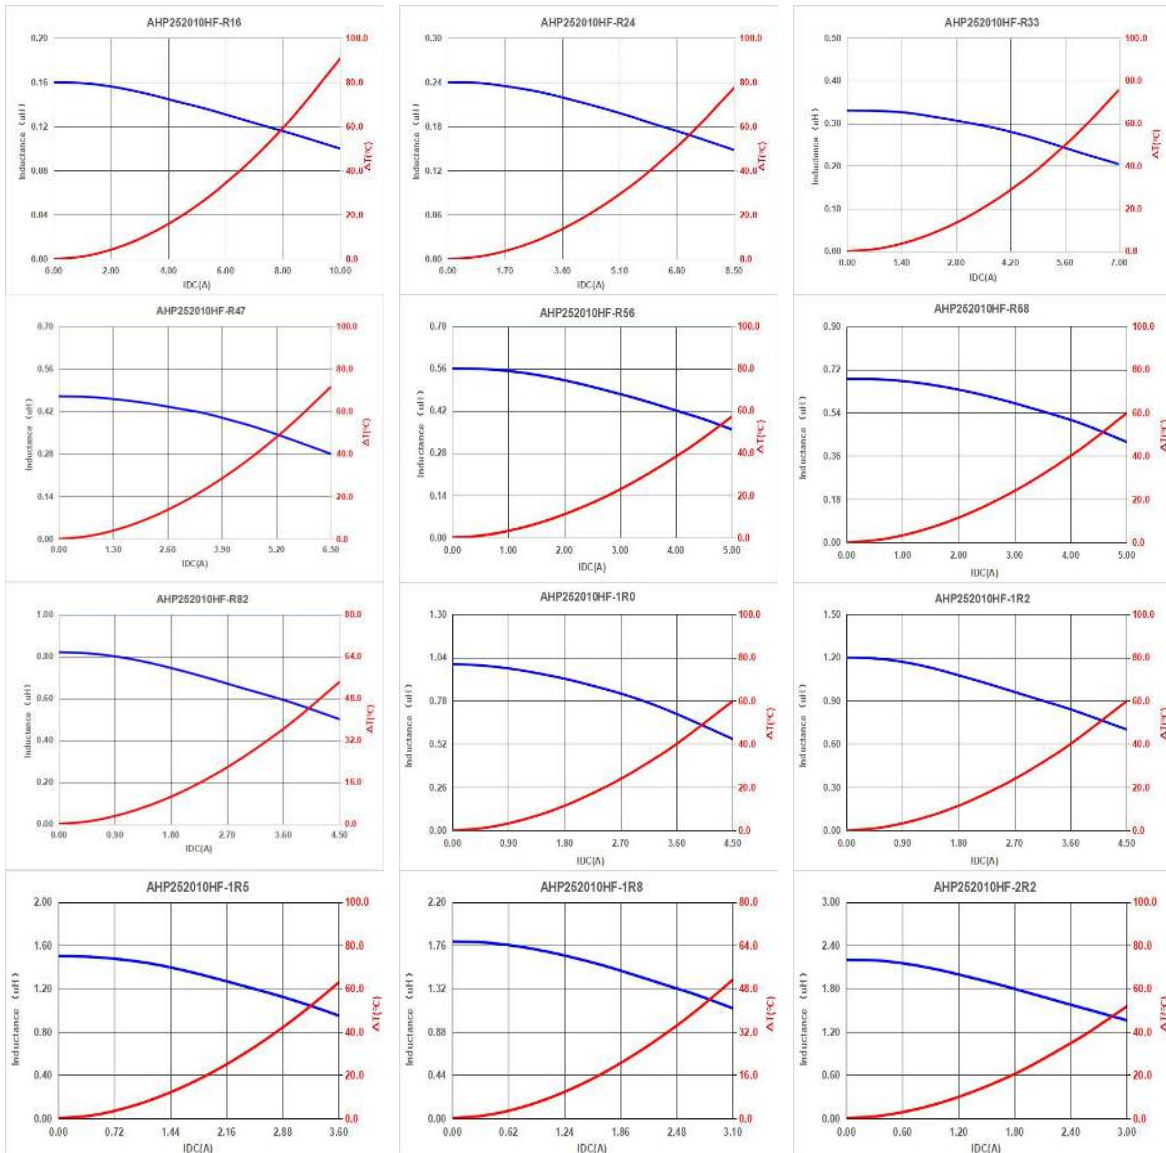 AHP252010HF-R16
0.20 100.0
0.16 80.0
0.12 60.0
0.08 40.0
0.04 20.0
0.00 0.0
Inductance (uH)
ΔT(℃)
0.00 2.00 4.00 6.00 8.00 10.00
IDC(A)
AHP252010HF-R24
0.30 100.0
0.24 80.0
0.18 60.0
0.12 40.0
0.06 20.0
0.00 0.0
Inductance (uH)
ΔT(℃)
0.00 1.70 3.40 5.10 6.80 8.50
IDC(A)
AHP252010HF-R33
0.50 100.0
0.40 80.0
0.30 60.0
0.20 40.0
0.10 20.0
0.00 0.0
Inductance (uH)
ΔT(℃)
0.00 1.40 2.80 4.20 5.60 7.00
IDC(A)
AHP252010HF-R47
0.70 100.0
0.56 80.0
0.42 60.0
0.28 40.0
0.14 20.0
0.00 0.0
Inductance (uH)
ΔT(℃)
0.00 1.30 2.60 3.90 5.20 6.50
IDC(A)
AHP252010HF-R56
0.70 100.0
0.56 80.0
0.42 60.0
0.28 40.0
0.14 20.0
0.00 0.0
Inductance (uH)
ΔT(℃)
0.00 1.00 2.00 3.00 4.00 5.00
IDC(A)
AHP252010HF-R68
0.90 100.0
0.72 80.0
0.54 60.0
0.36 40.0
0.18 20.0
0.00 0.0
Inductance (uH)
ΔT(℃)
0.00 1.00 2.00 3.00 4.00 5.00
IDC(A)
AHP252010HF-R82
1.00 80.0
0.80 64.0
0.60 48.0
0.40 32.0
0.20 16.0
0.00 0.0
Inductance (uH)
ΔT(℃)
0.00 0.90 1.80 2.70 3.60 4.50
IDC(A)
AHP252010HF-1R0
1.30 100.0
1.04 80.0
0.78 60.0
0.52 40.0
0.26 20.0
0.00 0.0
Inductance (uH)
ΔT(℃)
0.00 0.90 1.80 2.70 3.60 4.50
IDC(A)
AHP252010HF-1R2
1.50 100.0
1.20 80.0
0.90 60.0
0.60 40.0
0.30 20.0
0.00 0.0
Inductance (uH)
ΔT(℃)
0.00 0.90 1.80 2.70 3.60 4.50
IDC(A)
AHP252010HF-1R5
2.00 100.0
1.60 80.0
1.20 60.0
0.80 40.0
0.40 20.0
0.00 0.0
Inductance (uH)
ΔT(℃)
0.00 0.72 1.44 2.16 2.88 3.60
IDC(A)
AHP252010HF-1R8
2.20 80.0
1.76 64.0
1.32 48.0
0.88 32.0
0.44 16.0
0.00 0.0
Inductance (uH)
ΔT(℃)
0.00 0.62 1.24 1.86 2.48 3.10
IDC(A)
AHP252010HF-2R2
3.00 100.0
2.40 80.0
1.80 60.0
1.20 40.0
0.60 20.0
0.00 0.0
Inductance (uH)
ΔT(℃)
0.00 0.60 1.20 1.80 2.40 3.00
IDC(A)